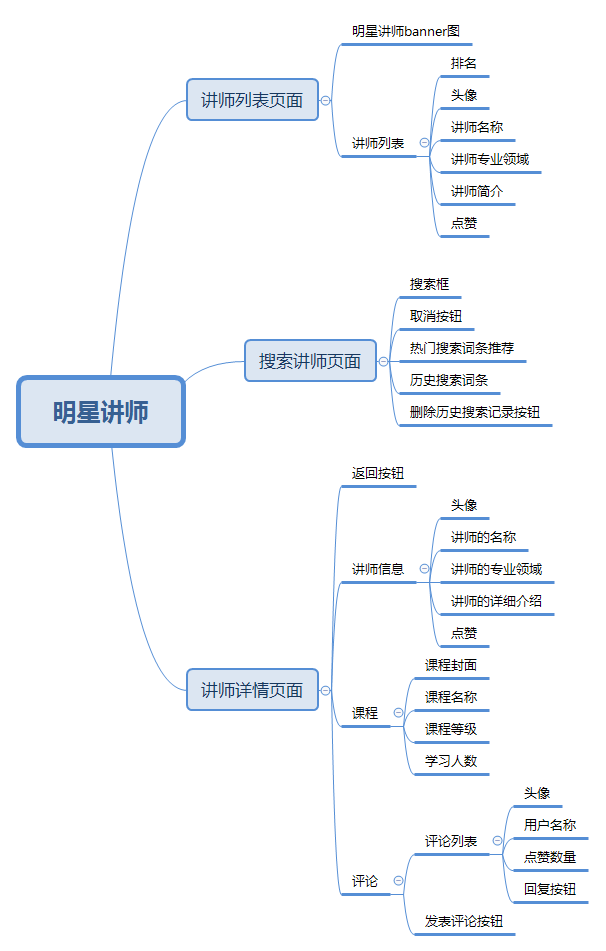 明星讲师
讲师列表页面
明星讲师banner图
讲师列表
排名
头像
讲师名称
讲师专业领域
讲师简介
点赞
搜索讲师页面
搜索框
取消按钮
热门搜索词条推荐
历史搜索词条
删除历史搜索记录按钮
讲师详情页面
返回按钮
讲师信息
头像
讲师的名称
讲师的专业领域
讲师的详细介绍
点赞
课程
课程封面
课程名称
课程等级
学习人数
评论
评论列表
头像
用户名称
点赞数量
回复按钮
发表评论按钮